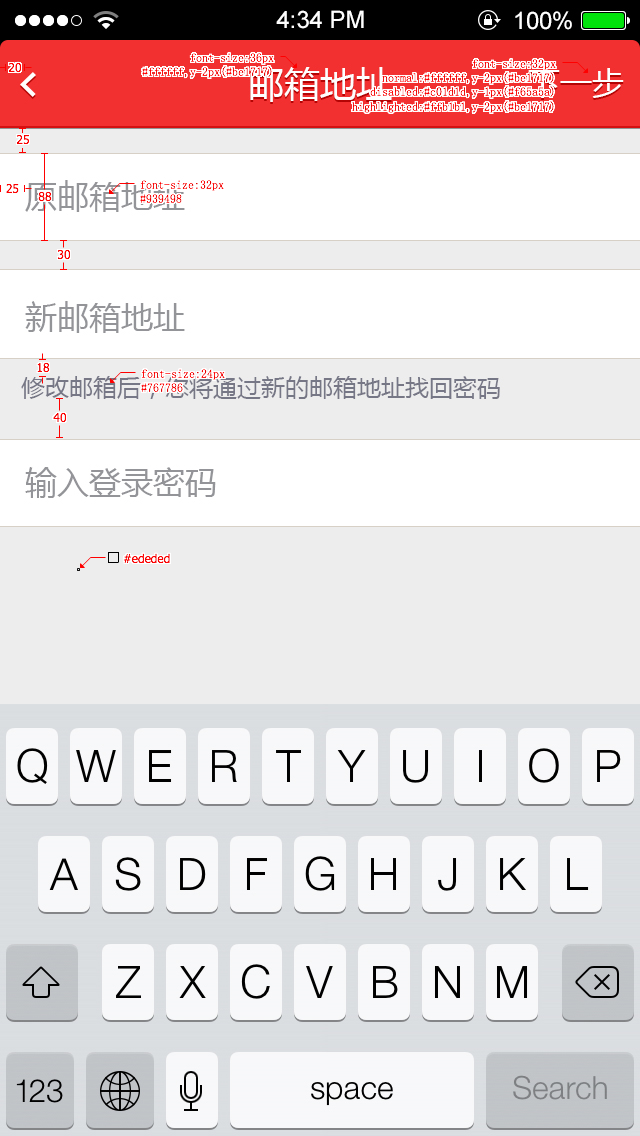 4:34 PM 100%
20
font-size:36px
#ffffff,y-2px(#bc1717)
邮箱地址
font-size:32px
normal:#ffffff,y-2px(#bc1717)
disabled:#c01d1d,y-1px(#f65a5a)
highlighted:#ffb1b1,y-2px(#bc1717)
下一步
25
25
88
原邮箱地址
font-size:32px
#939498
30
新邮箱地址
18
font-size:24px
#767786
修改邮箱后，您将通过新的邮箱地址找回密码
40
输入登录密码
#ededed
Q W E R T Y U I O P
A S D F G H J K L
Z X C V B N M
123 space Search